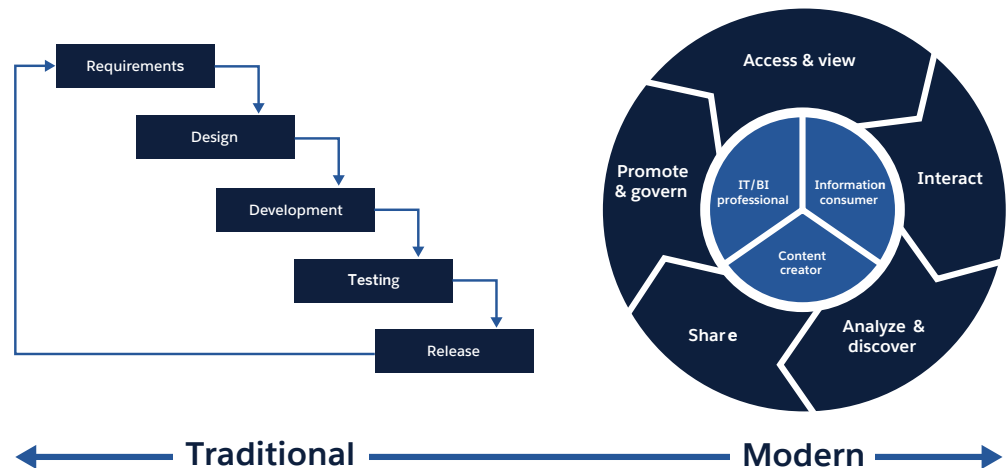 Requirements
Design
Development
Testing
Release
Access & view
Interact
Analyze &
discover
Share
Promote
& govern
IT/BI
professional
Information
consumer
Content
creator
Traditional
Modern